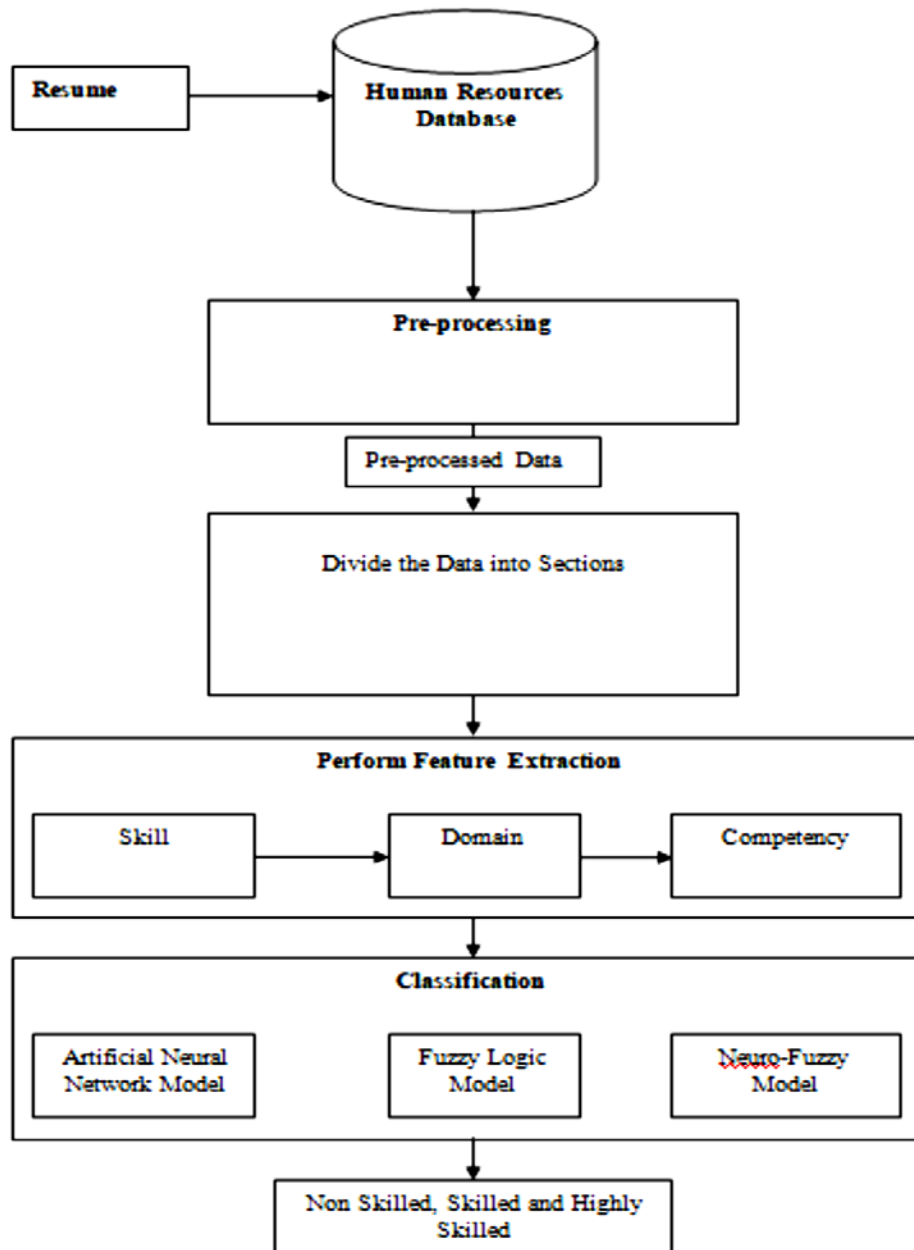 Resume
Human Resources
Database
Pre-processing
Pre-processed Data
Divide the Data into Sections
Perform Feature Extraction
Skill
Domain
Competency
Classification
Artificial Neural
Network Model
Fuzzy Logic
Model
Neuro-Fuzzy
Model
Non Skilled, Skilled and Highly
Skilled